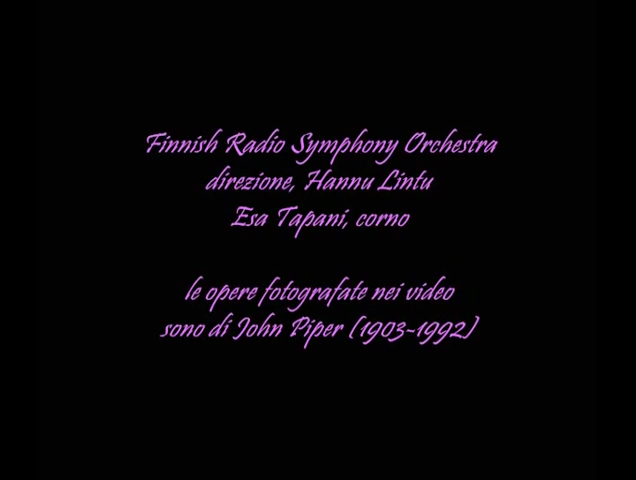 Finnish Radio Symphony Orchestra
direzione, Hannu Lintu
Esa Tapani, corno
le opere fotografate nei video
sono di John Piper (1903-1992)